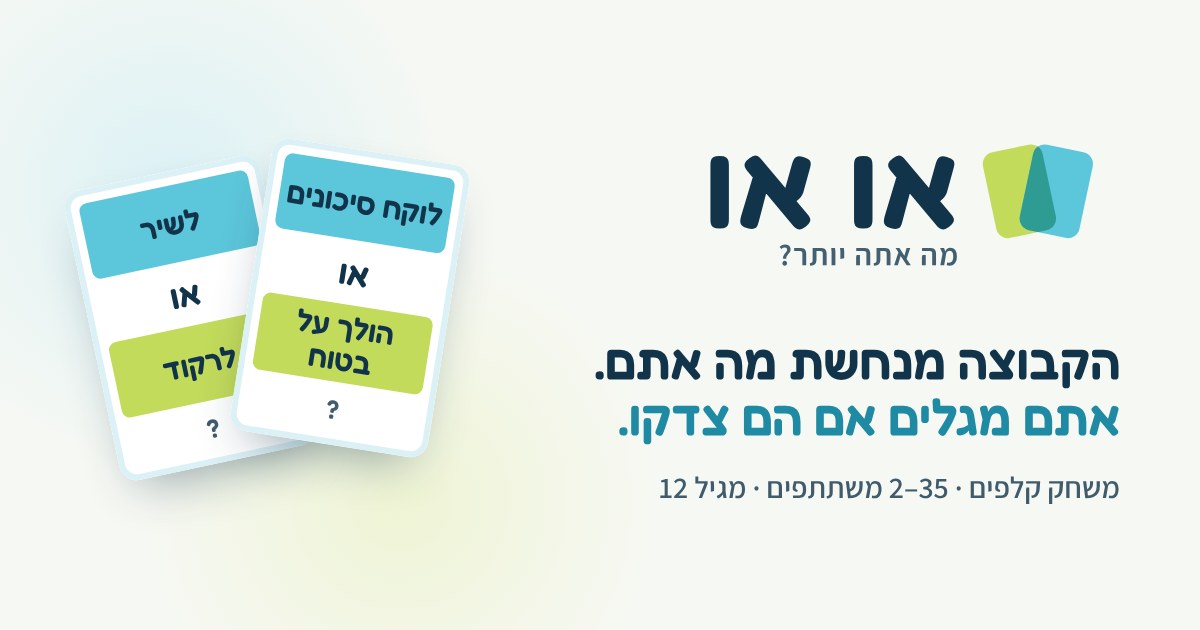 או או
מה אתה יותר?
הקבוצה מנחשת מה אתם.
אתם מגלים אם הם צדקו.
משחק קלפים · 2–35 משתתפים · מגיל 12
לוקח סיכונים
או
הולך על
בטוח
?
לשיר
או
לרקוד
?